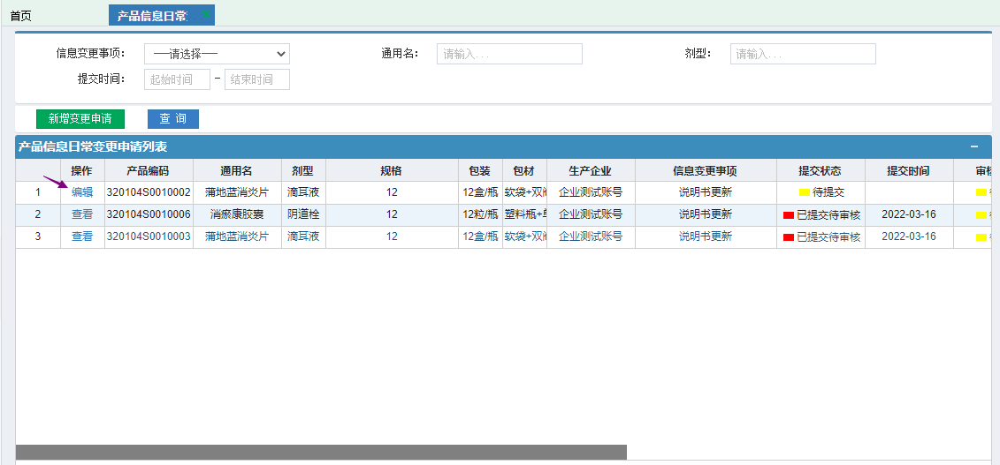 首页 产品信息日常
信息变更事项: ──请选择── 通用名: 请输入... 剂型: 请输入...
提交时间: 起始时间 - 结束时间
新增变更申请 查 询
产品信息日常变更申请列表
操作 产品编码 通用名 剂型 规格 包装 包材 生产企业 信息变更事项 提交状态 提交时间 审核
1 编辑 320104S0010002 蒲地蓝消炎片 滴耳液 12 12盒/瓶 软袋+双 企业测试账号 说明书更新 待提交
2 查看 320104S0010006 消瘀康胶囊 阴道栓 12 12粒/瓶 塑料瓶+ 企业测试账号 说明书更新 已提交待审核 2022-03-16
3 查看 320104S0010003 蒲地蓝消炎片 滴耳液 12 12盒/瓶 软袋+双 企业测试账号 说明书更新 已提交待审核 2022-03-16